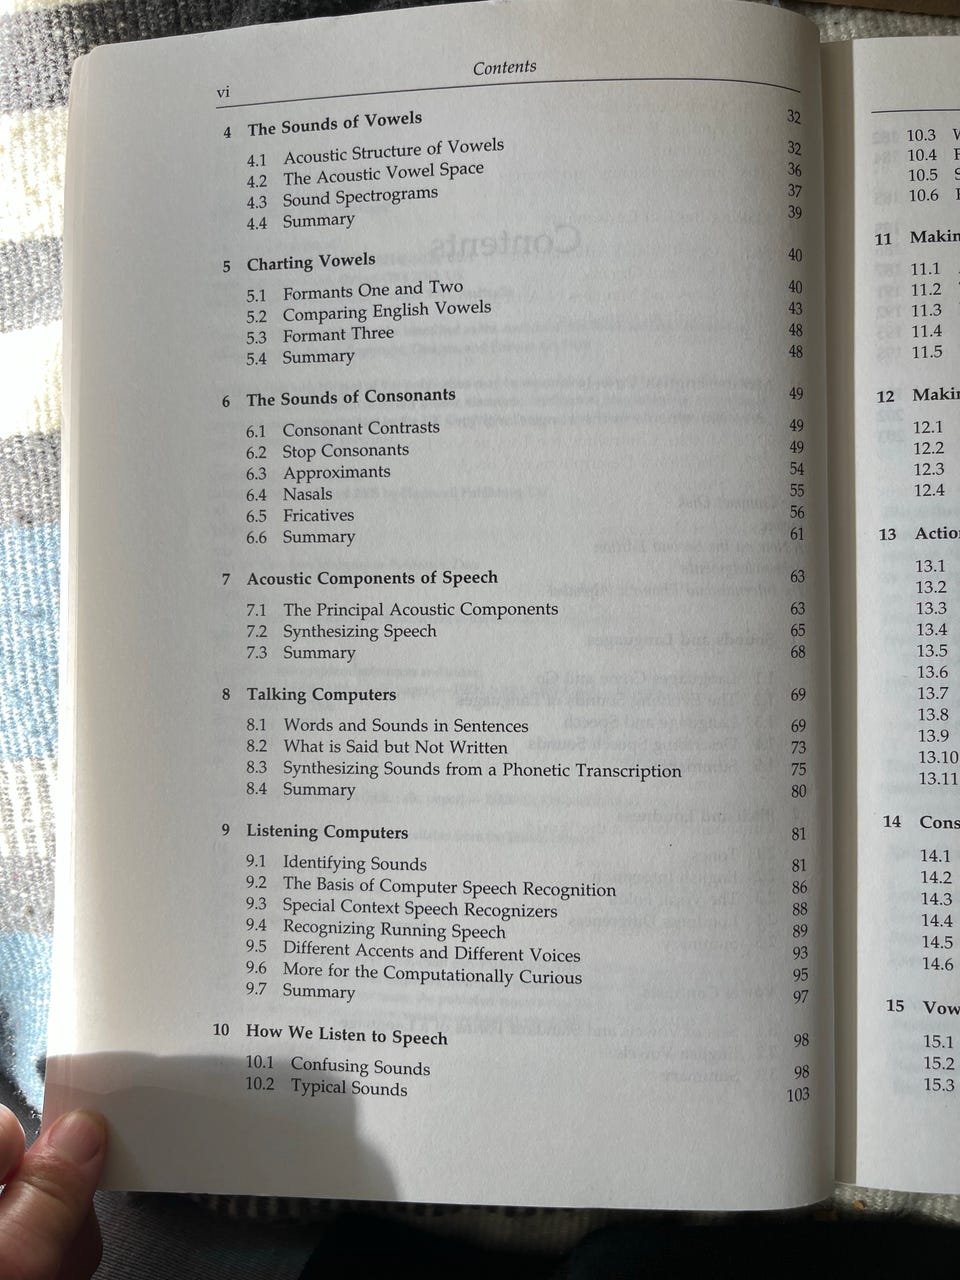 Contents
vi
4 The Sounds of Vowels 32
4.1 Acoustic Structure of Vowels 32
4.2 The Acoustic Vowel Space 36
4.3 Sound Spectrograms 37
4.4 Summary 39
5 Charting Vowels 40
5.1 Formants One and Two 40
5.2 Comparing English Vowels 43
5.3 Formant Three 48
5.4 Summary 48
6 The Sounds of Consonants 49
6.1 Consonant Contrasts 49
6.2 Stop Consonants 49
6.3 Approximants 54
6.4 Nasals 55
6.5 Fricatives 56
6.6 Summary 61
7 Acoustic Components of Speech 63
7.1 The Principal Acoustic Components 63
7.2 Synthesizing Speech 65
7.3 Summary 68
8 Talking Computers 69
8.1 Words and Sounds in Sentences 69
8.2 What is Said but Not Written 73
8.3 Synthesizing Sounds from a Phonetic Transcription 75
8.4 Summary 80
9 Listening Computers 81
9.1 Identifying Sounds 81
9.2 The Basis of Computer Speech Recognition 86
9.3 Special Context Speech Recognizers 88
9.4 Recognizing Running Speech 89
9.5 Different Accents and Different Voices 93
9.6 More for the Computationally Curious 95
9.7 Summary 97
10 How We Listen to Speech 98
10.1 Confusing Sounds 98
10.2 Typical Sounds 103
10.3
10.4
10.5
10.6
11
11.1
11.2
11.3
11.4
11.5
12
12.1
12.2
12.3
12.4
13
13.1
13.2
13.3
13.4
13.5
13.6
13.7
13.8
13.9
13.10
13.11
14
14.1
14.2
14.3
14.4
14.5
14.6
15
15.1
15.2
15.3